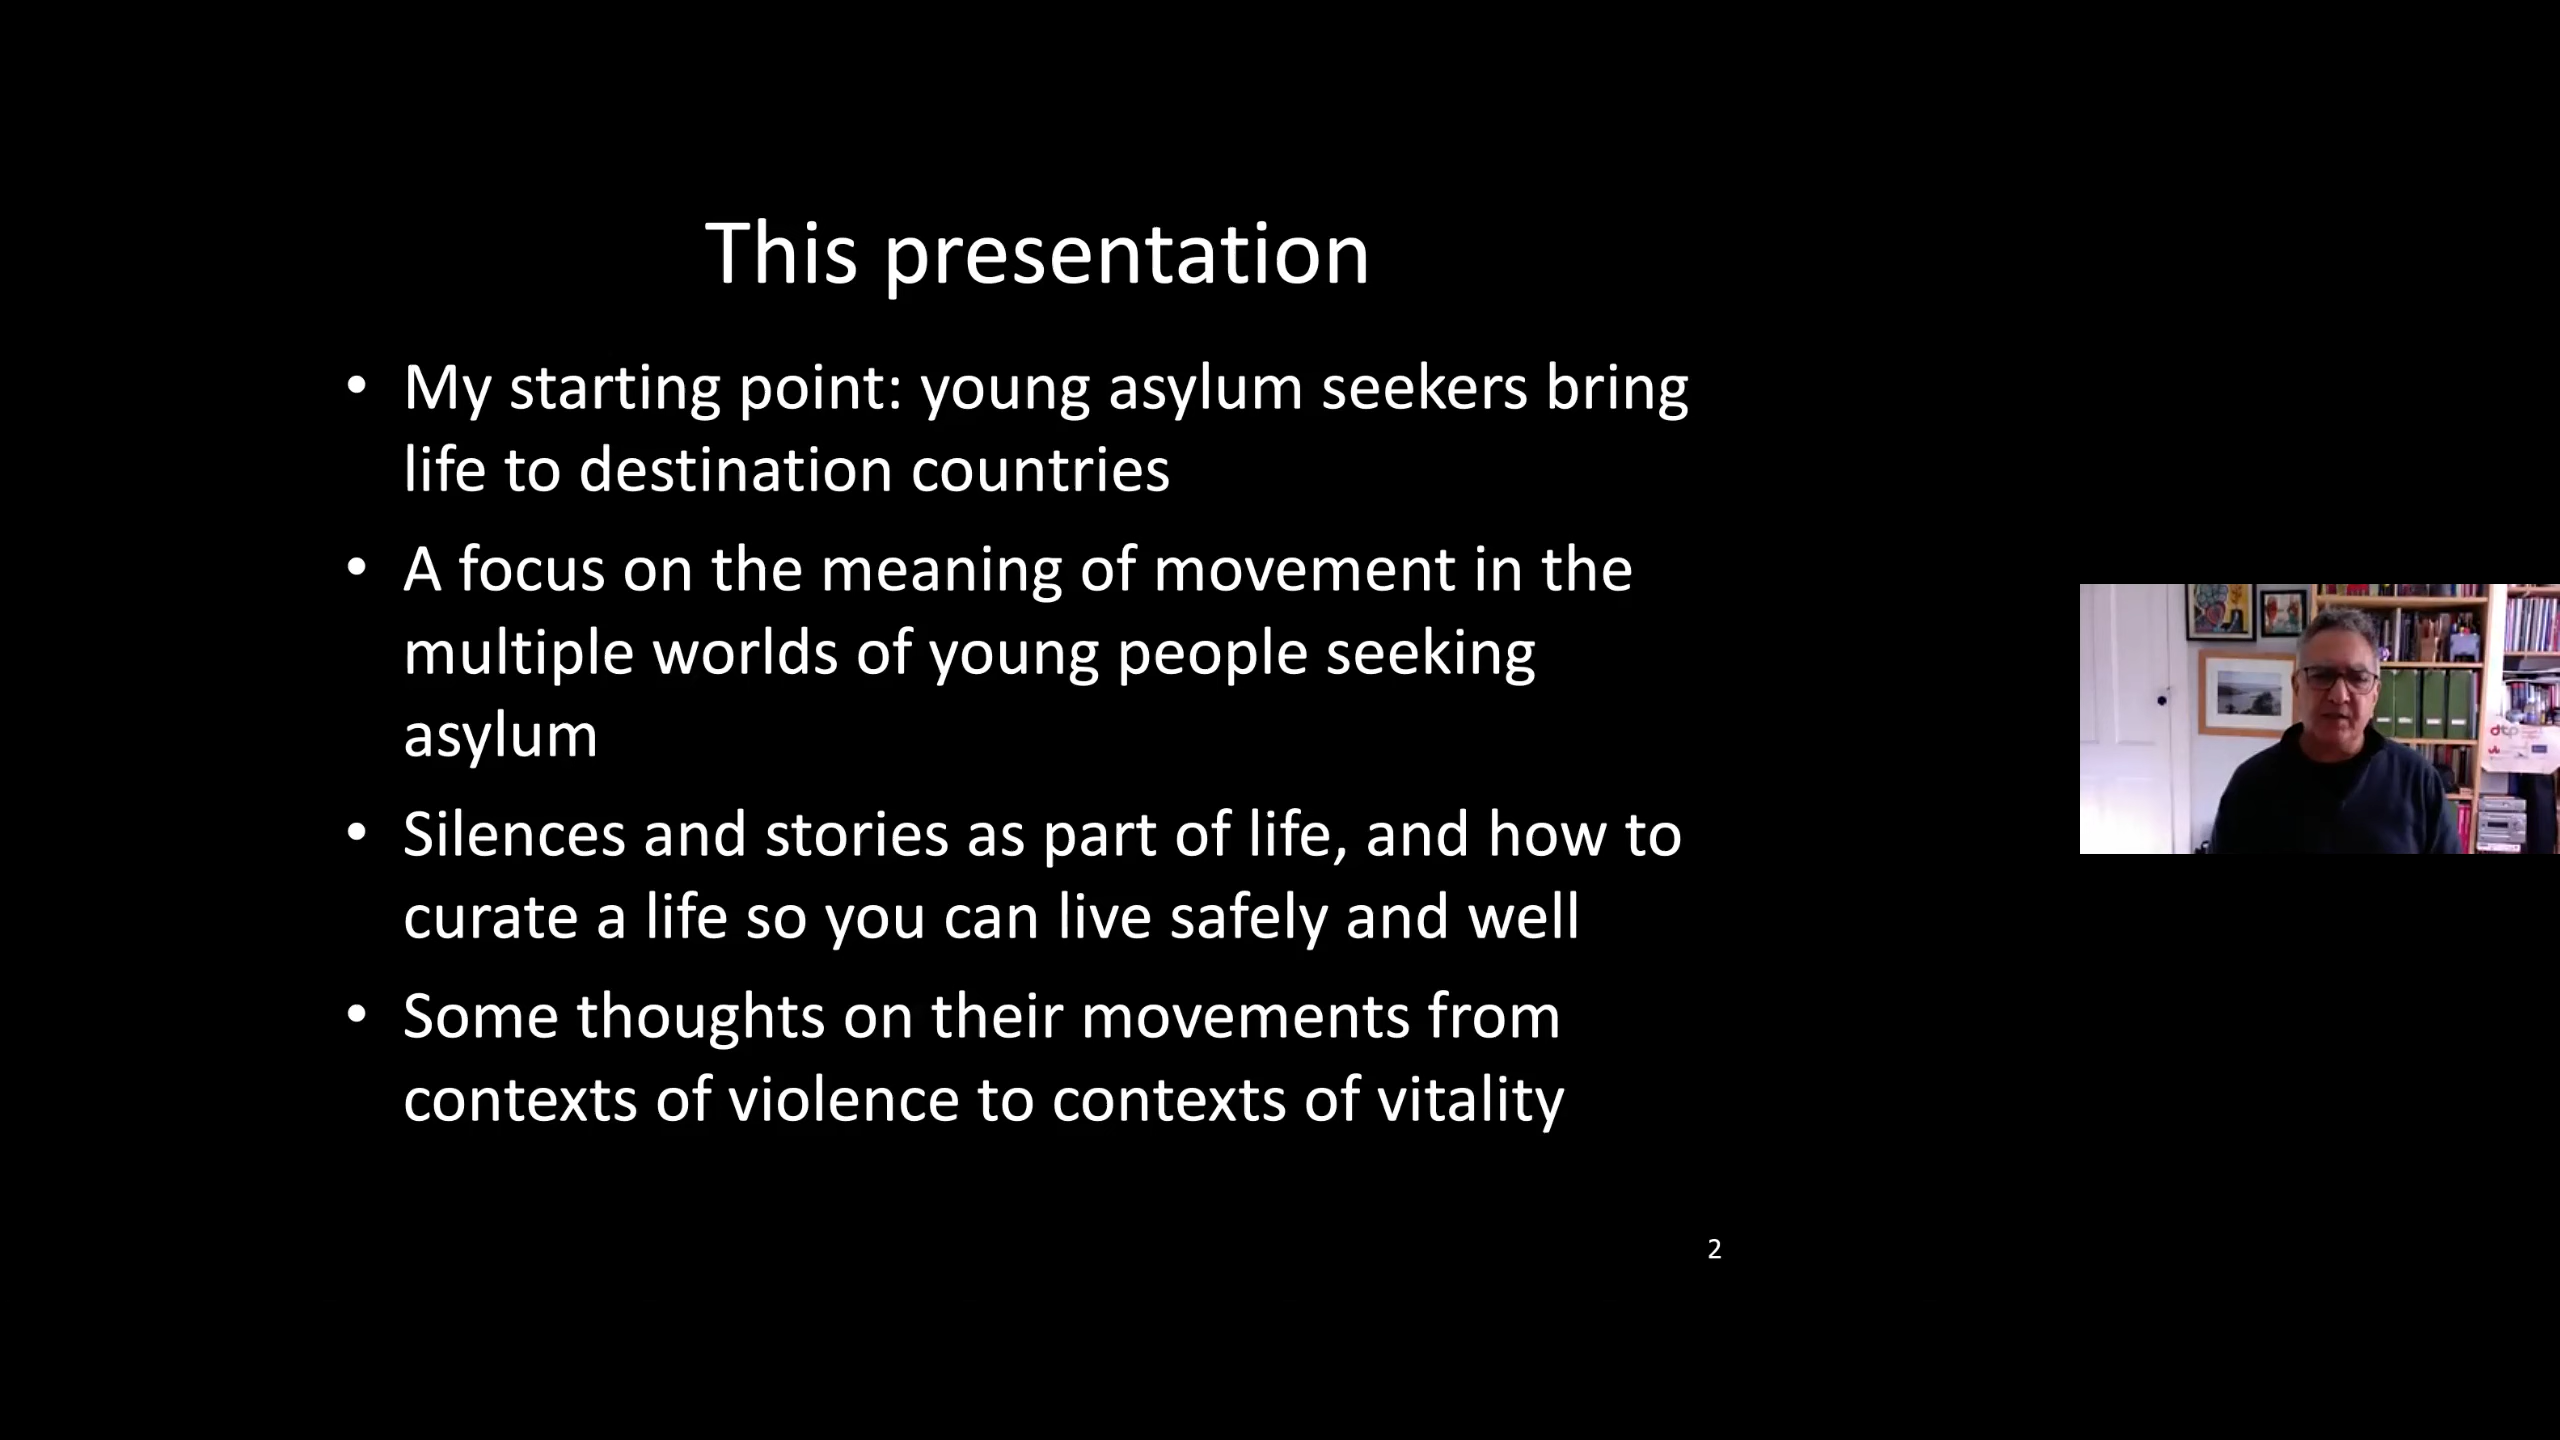 This presentation
• My starting point: young asylum seekers bring
life to destination countries
• A focus on the meaning of movement in the
multiple worlds of young people seeking
asylum
• Silences and stories as part of life, and how to
curate a life so you can live safely and well
• Some thoughts on their movements from
contexts of violence to contexts of vitality
2
dtp